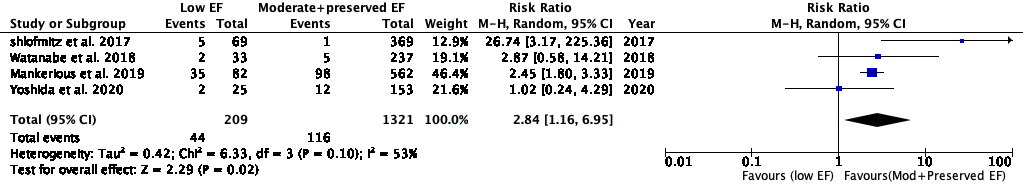 Low EF Moderate+preserved EF Risk Ratio Risk Ratio
Study or Subgroup Events Total Events Total Weight M-H, Random, 95% CI Year M-H, Random, 95% CI
shlofmitz et al. 2017 5 69 1 369 12.9% 26.74 [3.17, 225.36] 2017
Watanabe et al. 2018 2 33 5 237 19.1% 2.87 [0.58, 14.21] 2018
Mankerious et al. 2019 35 82 98 562 46.4% 2.45 [1.80, 3.33] 2019
Yoshida et al. 2020 2 25 12 153 21.6% 1.02 [0.24, 4.29] 2020
Total (95% CI) 209 1321 100.0% 2.84 [1.16, 6.95]
Total events 44 116
Heterogeneity: Tau² = 0.42; Chi² = 6.33, df = 3 (P = 0.10); I² = 53%
Test for overall effect: Z = 2.29 (P = 0.02)
0.01 0.1 1 10 100
Favours (low EF) Favours(Mod+Preserved EF)